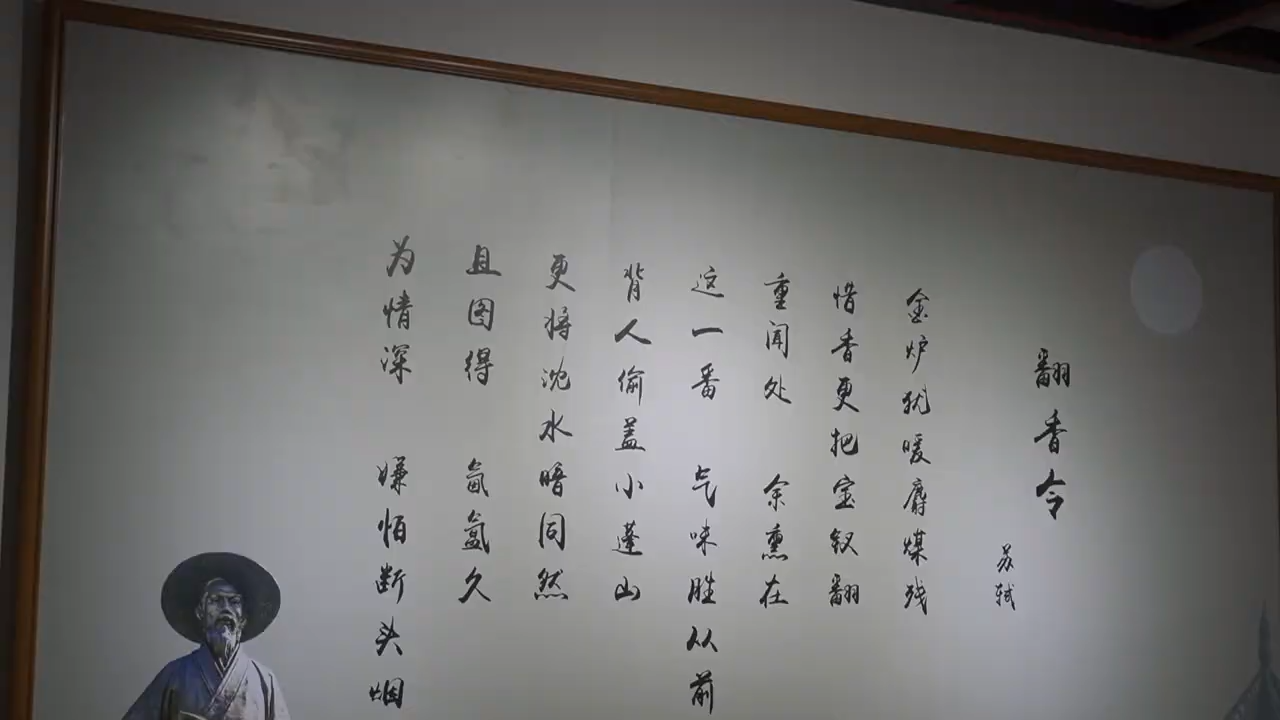 翻香令
苏轼
金炉犹暖麝煤残
惜香更把宝钗翻
重闻处 余熏在
这一番 气味胜从前
背人偷盖小蓬山
更将沈水暗同然
且图得 氤氲久
为情深 嫌怕断头烟